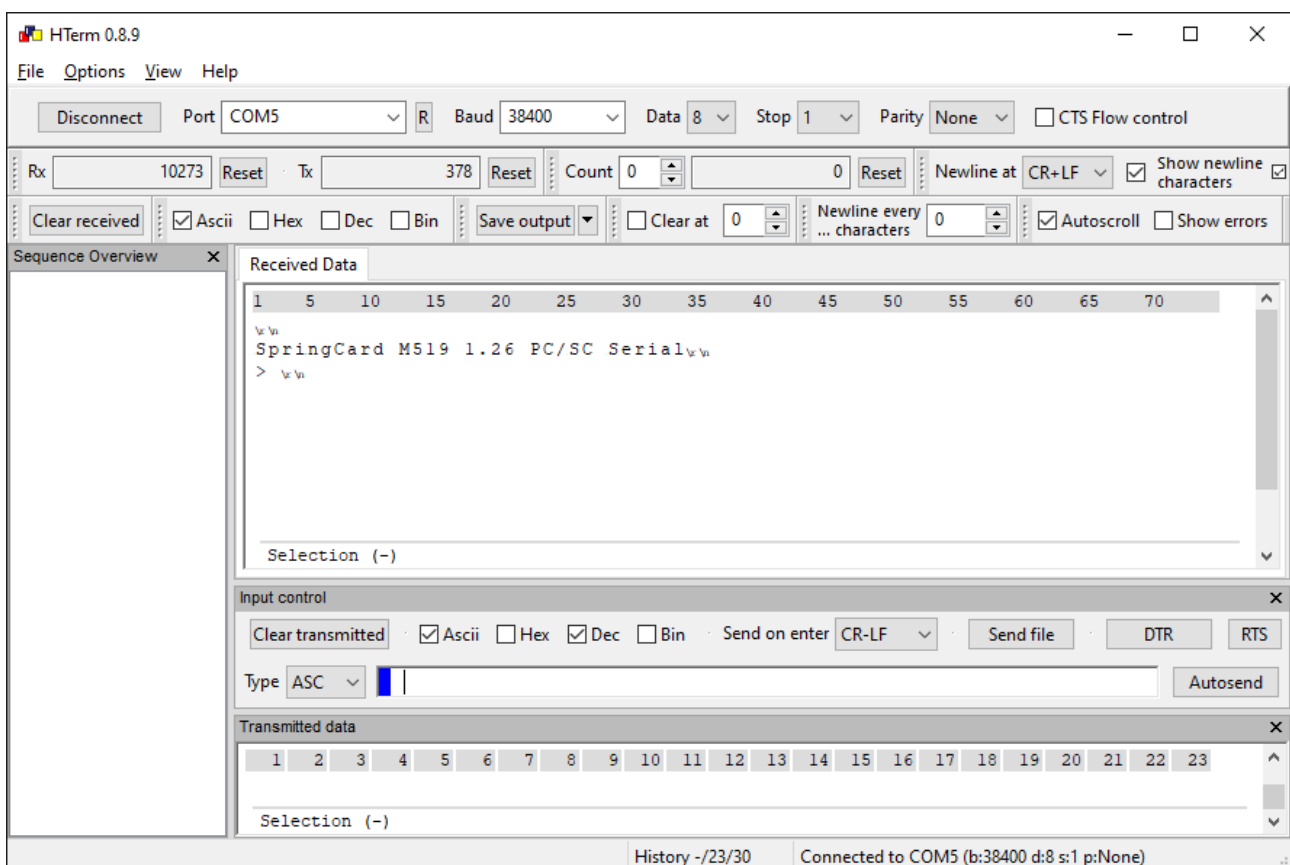 HTerm 0.8.9
File Options View Help
Disconnect Port COM5 R Baud 38400 Data 8 Stop 1 Parity None CTS Flow control
Rx 10273 Reset Tx 378 Reset Count 0 0 Reset Newline at CR+LF Show newline characters
Clear received Ascii Hex Dec Bin Save output Clear at 0 Newline every ... characters 0 Autoscroll Show errors
Sequence Overview
Received Data
1 5 10 15 20 25 30 35 40 45 50 55 60 65 70
\r\n
SpringCard M519 1.26 PC/SC Serial\r\n
> \r\n
Selection (-)
Input control
Clear transmitted Ascii Hex Dec Bin Send on enter CR-LF Send file DTR RTS
Type ASC Autosend
Transmitted data
1 2 3 4 5 6 7 8 9 10 11 12 13 14 15 16 17 18 19 20 21 22 23
Selection (-)
History -/23/30 Connected to COM5 (b:38400 d:8 s:1 p:None)